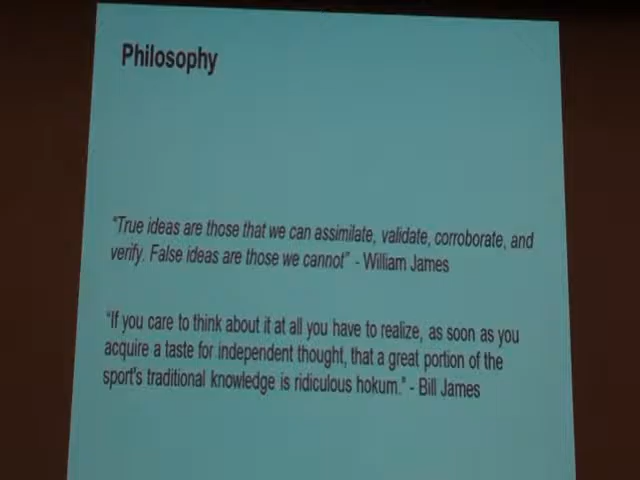 Philosophy
"True ideas are those that we can assimilate, validate, corroborate, and
verify. False ideas are those we cannot" - William James
"If you care to think about it at all you have to realize, as soon as you
acquire a taste for independent thought, that a great portion of the
sport's traditional knowledge is ridiculous hokum." - Bill James